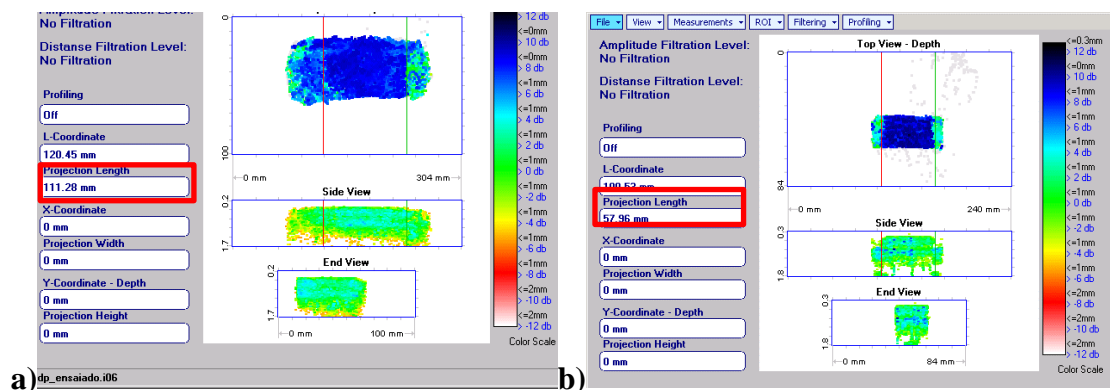 Amplitude Filtration Level:
No Filtration
Distanse Filtration Level:
No Filtration
Profiling
Off
L-Coordinate
120.45 mm
Projection Length
111.28 mm
X-Coordinate
0 mm
Projection Width
0 mm
Y-Coordinate - Depth
0 mm
Projection Height
0 mm
0
100
0 mm
304 mm
Side View
0.2
1.7
End View
0.2
1.7
0 mm
100 mm
> 12 db
<=0mm
> 10 db
<=0mm
> 8 db
<=1mm
> 6 db
<=1mm
> 4 db
<=1mm
> 2 db
<=1mm
> 0 db
<=1mm
> -2 db
<=1mm
> -4 db
<=1mm
> -6 db
<=1mm
> -8 db
<=2mm
> -10 db
<=2mm
> -12 db
Color Scale
a)
dp_ensaiado.i06
File
View
Measurements
ROI
Filtering
Profiling
Amplitude Filtration Level:
No Filtration
Distanse Filtration Level:
No Filtration
Profiling
Off
L-Coordinate
109.53 mm
Projection Length
57.96 mm
X-Coordinate
0 mm
Projection Width
0 mm
Y-Coordinate - Depth
0 mm
Projection Height
0 mm
Top View - Depth
0
84
0 mm
240 mm
Side View
0.3
1.8
End View
0.3
1.8
0 mm
84 mm
<=0.3mm
> 12 db
<=0mm
> 10 db
<=0mm
> 8 db
<=1mm
> 6 db
<=1mm
> 4 db
<=1mm
> 2 db
<=1mm
> 0 db
<=1mm
> -2 db
<=1mm
> -4 db
<=1mm
> -6 db
<=2mm
> -8 db
<=2mm
> -10 db
<=2mm
> -12 db
Color Scale
b)